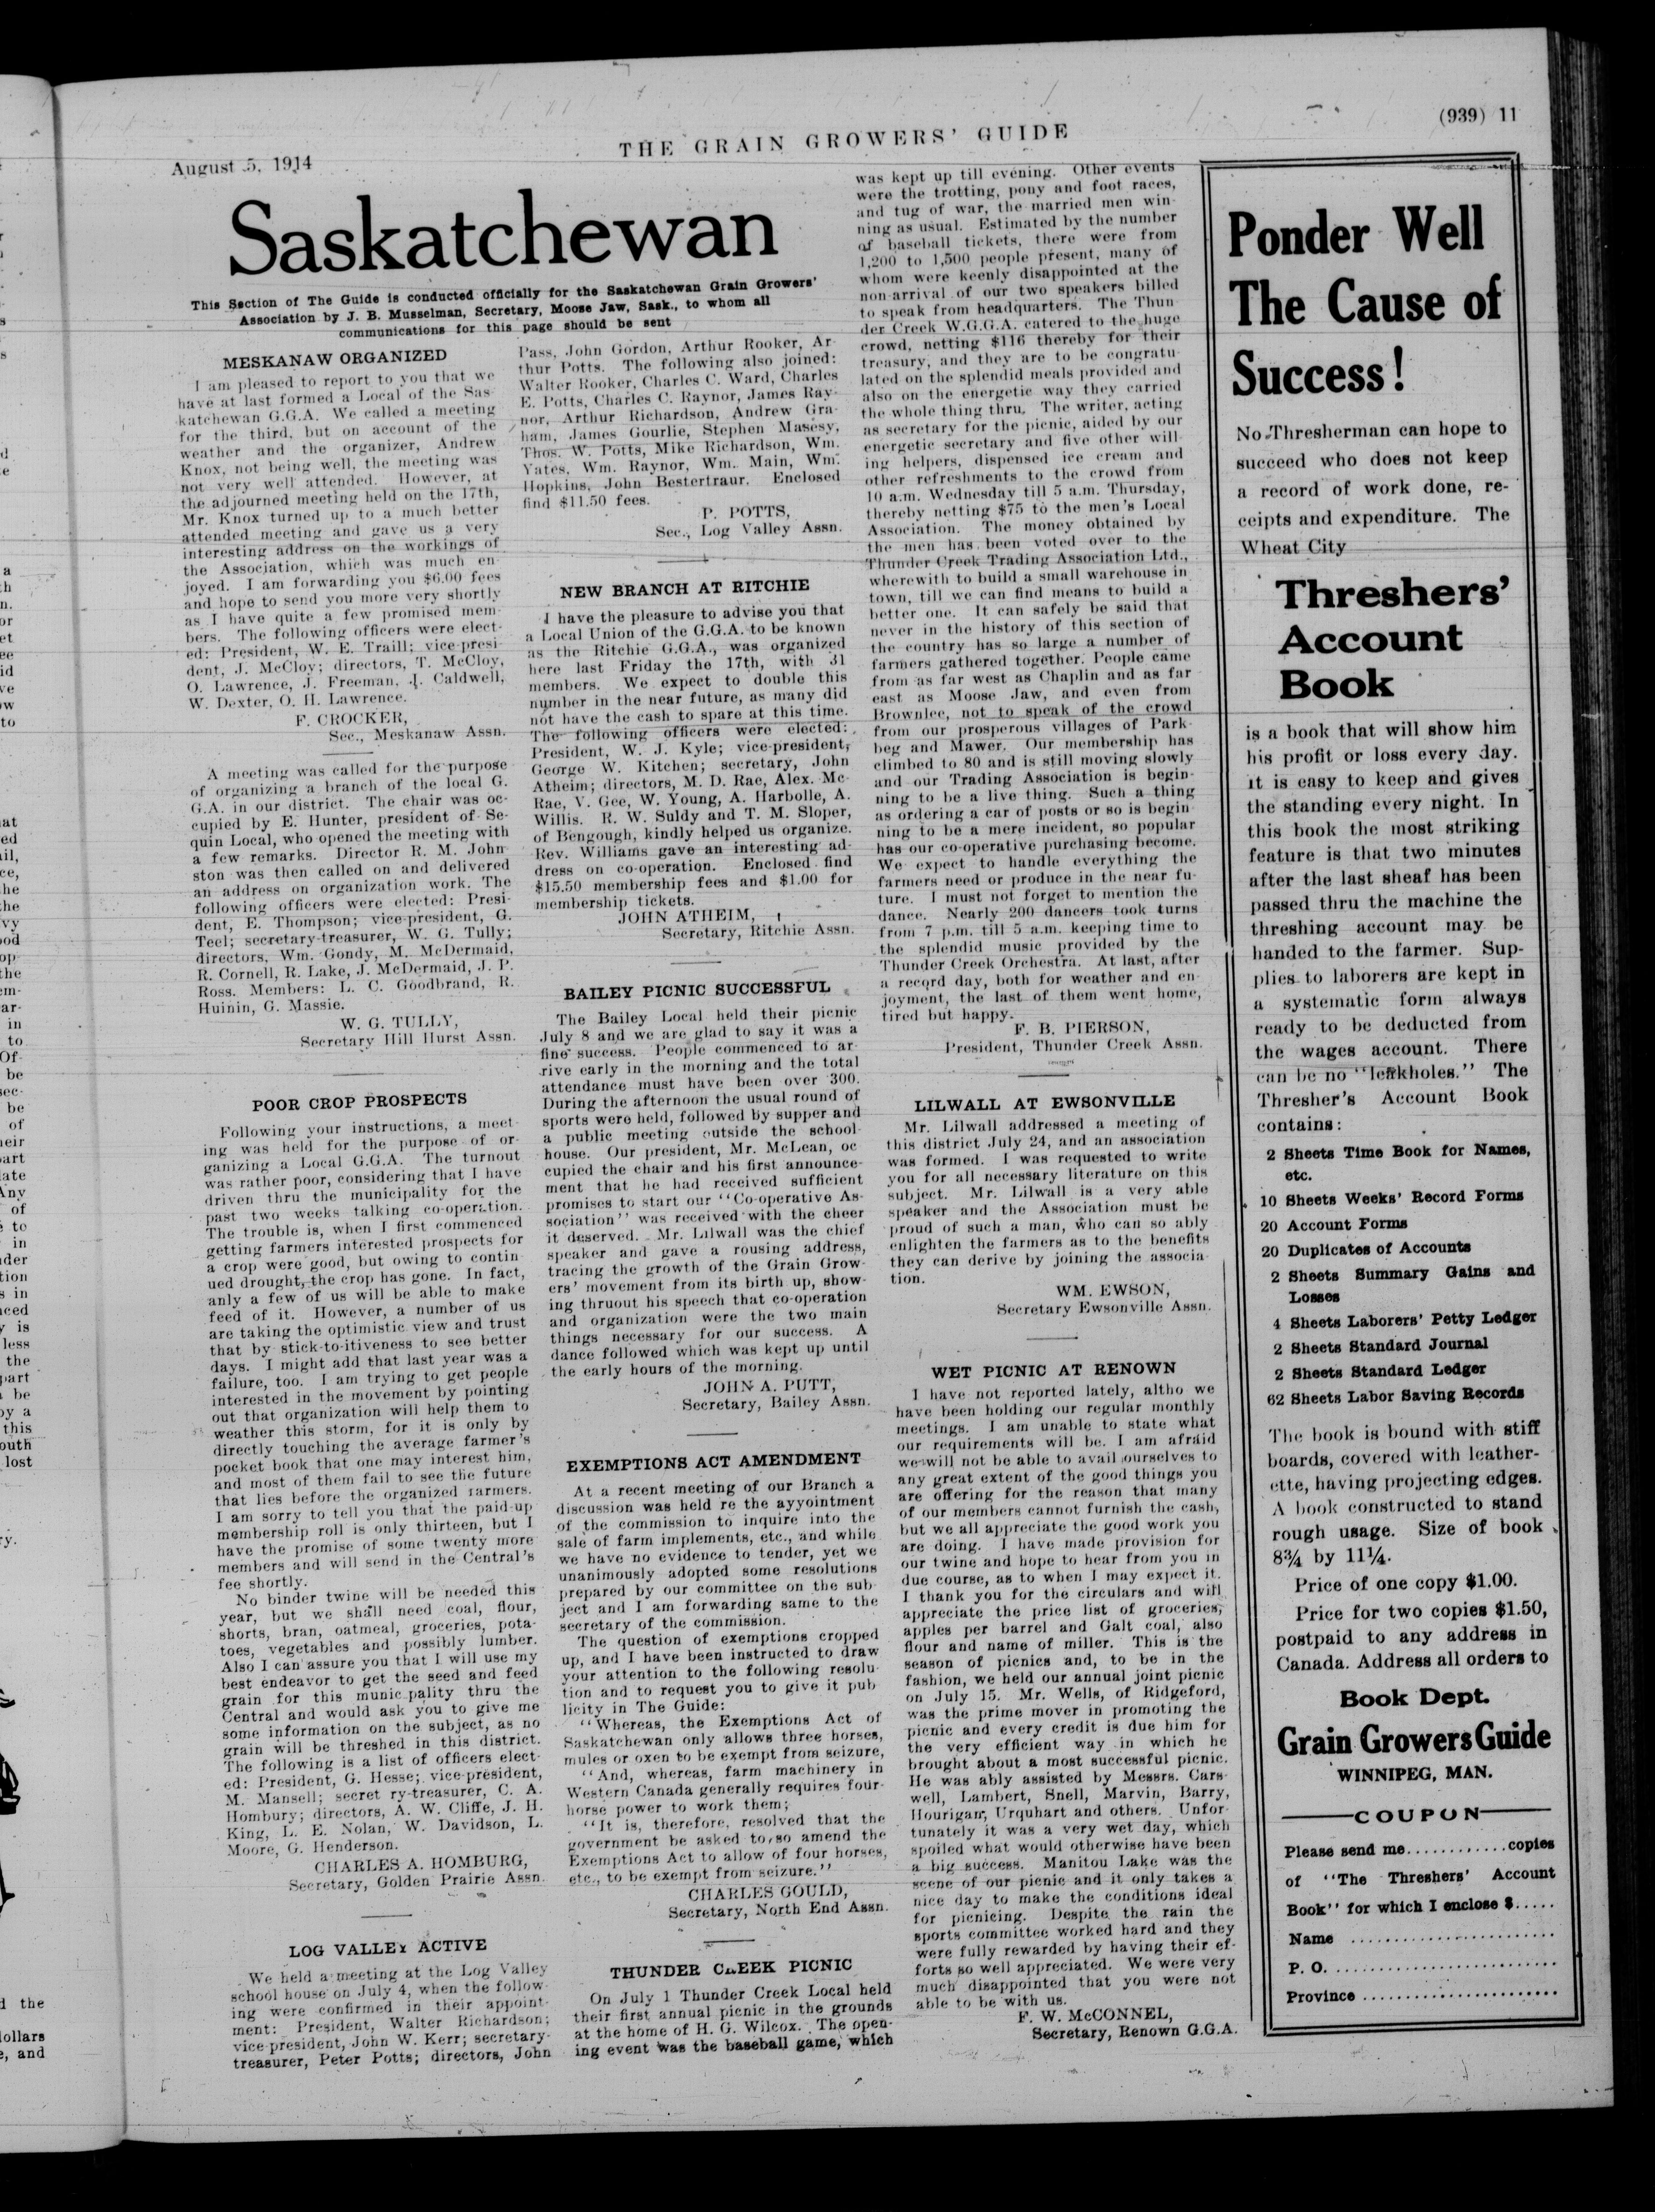 (939) 11
THE GRAIN GROWERS' GUIDE
August 5, 1914
Saskatchewan
This Section of The Guide is conducted officially for the Saskatchewan Grain Growers'
Association by J. B. Musselman, Secretary, Moose Jaw, Sask., to whom all
communications for this page should be sent
MESKANAW ORGANIZED
I am pleased to report to you that we
have at last formed a Local of the Sas-
katchewan G.G.A. We called a meeting
for the third, but on account of the
weather and the organizer, Andrew
Knox, not being well, the meeting was
not very well attended. However, at
the adjourned meeting held on the 17th,
Mr. Knox turned up to a much better
attended meeting and gave us a very
interesting address on the workings of
the Association, which was much en-
joyed. I am forwarding you $6.00 fees
and hope to send you more very shortly
as I have quite a few promised mem-
bers. The following officers were elect-
ed: President, W. E. Traill; vice-presi-
dent, J. McCloy; directors, T. McCloy,
O. Lawrence, J. Freeman, J. Caldwell,
W. Dexter, O. H. Lawrence.
F. CROCKER,
Sec., Meskanaw Assn.
A meeting was called for the purpose
of organizing a branch of the local G.
G.A. in our district. The chair was oc-
cupied by E. Hunter, president of Se-
quin Local, who opened the meeting with
a few remarks. Director R. M. John
ston was then called on and delivered
an address on organization work. The
following officers were elected: Presi-
dent, E. Thompson; vice-president, G.
Teel; secretary-treasurer, W. G. Tully;
directors, Wm. Gondy, M. McDermaid,
R. Cornell, R. Lake, J. McDermaid, J. P.
Ross. Members: L. C. Goodbrand, R.
Huinin, G. Massie.
W. G. TULLY,
Secretary Hill Hurst Assn.
POOR CROP PROSPECTS
Following your instructions, a meet-
ing was held for the purpose of or-
ganizing a Local G.G.A. The turnout
was rather poor, considering that I have
driven thru the municipality for the
past two weeks talking co-operation.
The trouble is, when I first commenced
getting farmers interested prospects for
a crop were good, but owing to contin-
ued drought, the crop has gone. In fact,
anly a few of us will be able to make
feed of it. However, a number of us
are taking the optimistic view and trust
that by stick-to-itiveness to see better
days. I might add that last year was a
failure, too. I am trying to get people
interested in the movement by pointing
out that organization will help them to
weather this storm, for it is only by
directly touching the average farmer's
pocket book that one may interest him,
and most of them fail to see the future
that lies before the organized farmers.
I am sorry to tell you that the paid-up
membership roll is only thirteen, but I
have the promise of some twenty more
members and will send in the Central's
fee shortly.
No binder twine will be needed this
year, but we shall need coal, flour,
shorts, bran, oatmeal, groceries, pota-
toes, vegetables and possibly lumber.
Also I can assure you that I will use my
best endeavor to get the seed and feed
grain for this munic pality thru the
Central and would ask you to give me
some information on the subject, as no
grain will be threshed in this district.
The following is a list of officers elect-
ed: President, G. Hesse; vice-president,
M. Mansell; secret ry-treasurer, C. A.
Hombury; directors, A. W. Cliffe, J. H.
King, L. E. Nolan, W. Davidson, L.
Moore, G. Henderson.
CHARLES A. HOMBURG,
Secretary, Golden Prairie Assn.
LOG VALLEY ACTIVE
We held a meeting at the Log Valley
school house on July 4, when the follow-
ing were confirmed in their appoint-
ment: President, Walter Richardson;
vice-president, John W. Kerr; secretary-
treasurer, Peter Potts; directors, John
Pass, John Gordon, Arthur Rooker, Ar-
thur Potts. The following also joined:
Walter Rooker, Charles C. Ward, Charles
E. Potts, Charles C. Raynor, James Ray-
nor, Arthur Richardson, Andrew Gra-
ham, James Gourlie, Stephen Masesy,
Thos. W. Potts, Mike Richardson, Wm.
Yates, Wm. Raynor, Wm. Main, Wm.
Hopkins, John Bestertraur. Enclosed
find $11.50 fees.
P. POTTS,
Sec., Log Valley Assn.
NEW BRANCH AT RITCHIE
I have the pleasure to advise you that
a Local Union of the G.G.A. to be known
as the Ritchie G.G.A., was organized
here last Friday the 17th, with 31
members. We expect to double this
number in the near future, as many did
not have the cash to spare at this time.
The following officers were elected:
President, W. J. Kyle; vice-president,
George W. Kitchen; secretary, John
Atheim; directors, M. D. Rae, Alex. Mc-
Rae, V. Gee, W. Young, A. Harbolle, A.
Willis. R. W. Suldy and T. M. Sloper,
of Bengough, kindly helped us organize.
Rev. Williams gave an interesting ad-
dress on co-operation. Enclosed find
$15.50 membership fees and $1.00 for
membership tickets.
JOHN ATHEIM,
Secretary, Ritchie Assn.
BAILEY PICNIC SUCCESSFUL
The Bailey Local held their picnic
July 8 and we are glad to say it was a
fine success. People commenced to ar-
rive early in the morning and the total
attendance must have been over 300.
During the afternoon the usual round of
sports were held, followed by supper and
a public meeting outside the school-
house. Our president, Mr. McLean, oc
cupied the chair and his first announce-
ment that he had received sufficient
promises to start our "Co-operative As-
sociation" was received with the cheer
it deserved. Mr. Lilwall was the chief
speaker and gave a rousing address,
tracing the growth of the Grain Grow-
ers' movement from its birth up, show-
ing thruout his speech that co-operation
and organization were the two main
things necessary for our success. A
dance followed which was kept up until
the early hours of the morning.
JOHN A. PUTT,
Secretary, Bailey Assn.
EXEMPTIONS ACT AMENDMENT
At a recent meeting of our Branch a
discussion was held re the ayyointment
of the commission to inquire into the
sale of farm implements, etc., and while
we have no evidence to tender, yet we
unanimously adopted some resolutions
prepared by our committee on the sub-
ject and I am forwarding same to the
secretary of the commission.
The question of exemptions cropped
up, and I have been instructed to draw
your attention to the following resolu-
tion and to request you to give it pub
licity in The Guide:
"Whereas, the Exemptions Act of
Saskatchewan only allows three horses,
mules or oxen to be exempt from seizure,
"And, whereas, farm machinery in
Western Canada generally requires four-
horse power to work them;
"It is, therefore, resolved that the
government be asked to so amend the
Exemptions Act to allow of four horses,
etc., to be exempt from seizure."
CHARLES GOULD,
Secretary, North End Assn.
THUNDER CREEK PICNIC
On July 1 Thunder Creek Local held
their first annual picnic in the grounds
at the home of H. G. Wilcox. The open-
ing event was the baseball game, which
was kept up till evening. Other events
were the trotting, pony and foot races,
and tug of war, the married men win-
ning as usual. Estimated by the number
of baseball tickets, there were from
1,200 to 1,500 people present, many of
whom were keenly disappointed at the
non-arrival of our two speakers billed
to speak from headquarters. The Thun
der Creek W.G.G.A. catered to the huge
crowd, netting $116 thereby for their
treasury, and they are to be congratu-
lated on the splendid meals provided and
also on the energetic way they carried
the whole thing thru. The writer, acting
as secretary for the picnic, aided by our
energetic secretary and five other will-
ing helpers, dispensed ice cream and
other refreshments to the crowd from
10 a.m. Wednesday till 5 a.m. Thursday,
thereby netting $75 to the men's Local
Association. The money obtained by
the men has been voted over to the
Thunder Creek Trading Association Ltd.,
wherewith to build a small warehouse in
town, till we can find means to build a
better one. It can safely be said that
never in the history of this section of
the country has so large a number of
farmers gathered together. People came
from as far west as Chaplin and as far
east as Moose Jaw, and even from
Brownlee, not to speak of the crowd
from our prosperous villages of Park-
beg and Mawer. Our membership has
climbed to 80 and is still moving slowly
and our Trading Association is begin-
ning to be a live thing. Such a thing
as ordering a car of posts or so is begin
ning to be a mere incident, so popular
has our co-operative purchasing become.
We expect to handle everything the
farmers need or produce in the near fu-
ture. I must not forget to mention the
dance. Nearly 200 dancers took turns
from 7 p.m. till 5 a.m. keeping time to
the splendid music provided by the
Thunder Creek Orchestra. At last, after
a record day, both for weather and en-
joyment, the last of them went home,
tired but happy.
F. B. PIERSON,
President, Thunder Creek Assn.
LILWALL AT EWSONVILLE
Mr. Lilwall addressed a meeting of
this district July 24, and an association
was formed. I was requested to write
you for all necessary literature on this
subject. Mr. Lilwall is a very able
speaker and the Association must be
proud of such a man, who can so ably
enlighten the farmers as to the benefits
they can derive by joining the associa-
tion.
WM. EWSON,
Secretary Ewsonville Assn.
WET PICNIC AT RENOWN
I have not reported lately, altho we
have been holding our regular monthly
meetings. I am unable to state what
our requirements will be. I am afraid
we will not be able to avail ourselves to
any great extent of the good things you
are offering for the reason that many
of our members cannot furnish the cash,
but we all appreciate the good work you
are doing. I have made provision for
our twine and hope to hear from you in
due course, as to when I may expect it.
I thank you for the circulars and will
appreciate the price list of groceries,
apples per barrel and Galt coal, also
flour and name of miller. This is the
season of picnics and, to be in the
fashion, we held our annual joint picnic
on July 15. Mr. Wells, of Ridgeford,
was the prime mover in promoting the
picnic and every credit is due him for
the very efficient way in which he
brought about a most successful picnic.
He was ably assisted by Messrs. Cars-
well, Lambert, Snell, Marvin, Barry,
Hourigan, Urquhart and others. Unfor-
tunately it was a very wet day, which
spoiled what would otherwise have been
a big success. Manitou Lake was the
scene of our picnic and it only takes a
nice day to make the conditions ideal
for picnicing. Despite the rain the
sports committee worked hard and they
were fully rewarded by having their ef-
forts so well appreciated. We were very
much disappointed that you were not
able to be with us.
F. W. McCONNEL,
Secretary, Renown G.G.A.
Ponder Well
The Cause of
Success!
No Thresherman can hope to
succeed who does not keep
a record of work done, re-
ceipts and expenditure. The
Wheat City
Threshers'
Account
Book
is a book that will show him
his profit or loss every day.
it is easy to keep and gives
the standing every night. In
this book the most striking
feature is that two minutes
after the last sheaf has been
passed thru the machine the
threshing account may be
handed to the farmer. Sup-
plies to laborers are kept in
a systematic form always
ready to be deducted from
the wages account. There
can be no "leakholes." The
Thresher's Account Book
contains:
2 Sheets Time Book for Names,
etc.
10 Sheets Weeks' Record Forms
20 Account Forms
20 Duplicates of Accounts
2 Sheets Summary Gains and
Losses
4 Sheets Laborers' Petty Ledger
2 Sheets Standard Journal
2 Sheets Standard Ledger
62 Sheets Labor Saving Records
The book is bound with stiff
boards, covered with leather-
ette, having projecting edges.
A book constructed to stand
rough usage. Size of book
8¾ by 11¼.
Price of one copy $1.00.
Price for two copies $1.50,
postpaid to any address in
Canada. Address all orders to
Book Dept.
Grain Growers Guide
WINNIPEG, MAN.
COUPON
Please send me............copies
of "The Threshers' Account
Book" for which I enclose $.....
Name ........................
P. O. ..........................
Province .......................